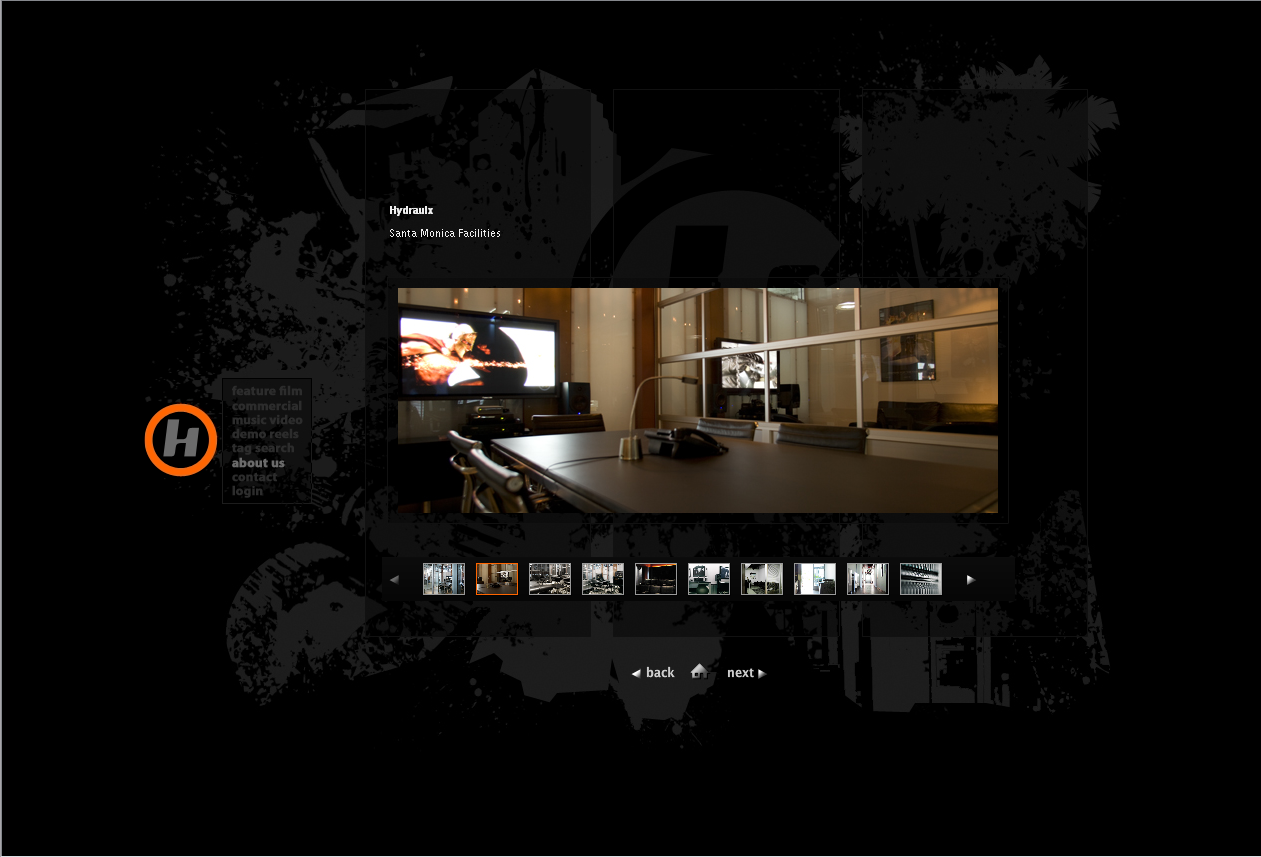 Hydraulx
Santa Monica Facilities
feature film
commercial
music video
demo reels
tag search
about us
contact
login
H
back
next